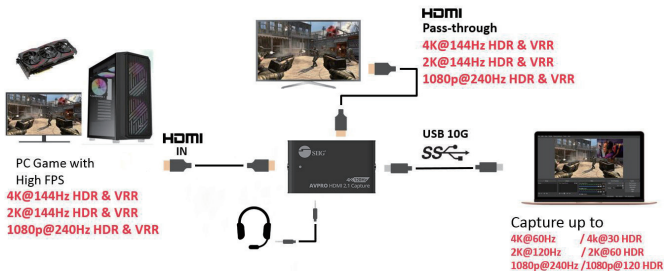 HDMI
Pass-through
4K@144Hz HDR & VRR
2K@144Hz HDR & VRR
1080p@240Hz HDR & VRR
HDMI
IN
USB 10G
SS
SIIG
AVPRO HDMI 2.1 Capture
PC Game with
High FPS
4K@144Hz HDR & VRR
2K@144Hz HDR & VRR
1080p@240Hz HDR & VRR
Capture up to
4K@60Hz / 4k@30 HDR
2K@120Hz / 2K@60 HDR
1080p@240Hz /1080p@120 HDR